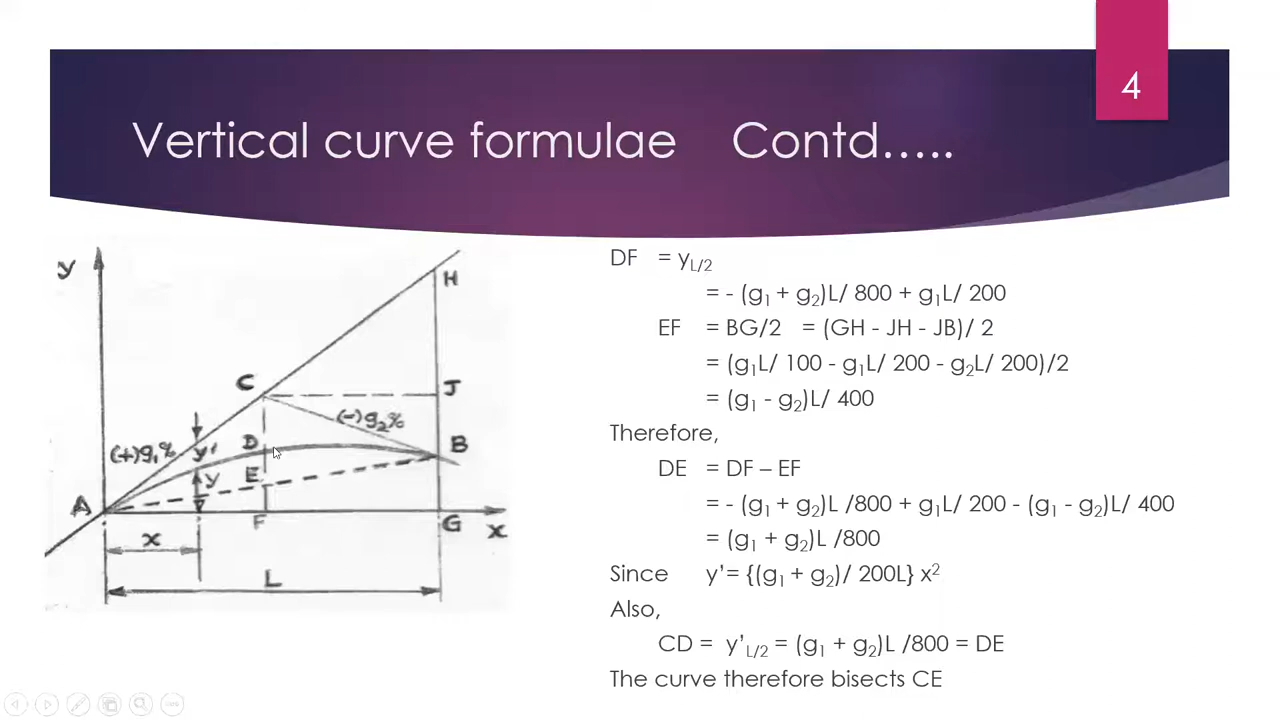 4
Vertical curve formulae Contd.....
DF = y_L/2
= - (g₁ + g₂)L/ 800 + g₁L/ 200
EF = BG/2 = (GH - JH - JB)/ 2
= (g₁L/ 100 - g₁L/ 200 - g₂L/ 200)/2
= (g₁ - g₂)L/ 400
Therefore,
DE = DF – EF
= - (g₁ + g₂)L /800 + g₁L/ 200 - (g₁ - g₂)L/ 400
= (g₁ + g₂)L /800
Since y’= {(g₁ + g₂)/ 200L} x²
Also,
CD = y’_L/2 = (g₁ + g₂)L /800 = DE
The curve therefore bisects CE
y
H
C
J
(-)g₂%
(+)g₁%
y'
D
B
E
y
A
F
G
x
x
L